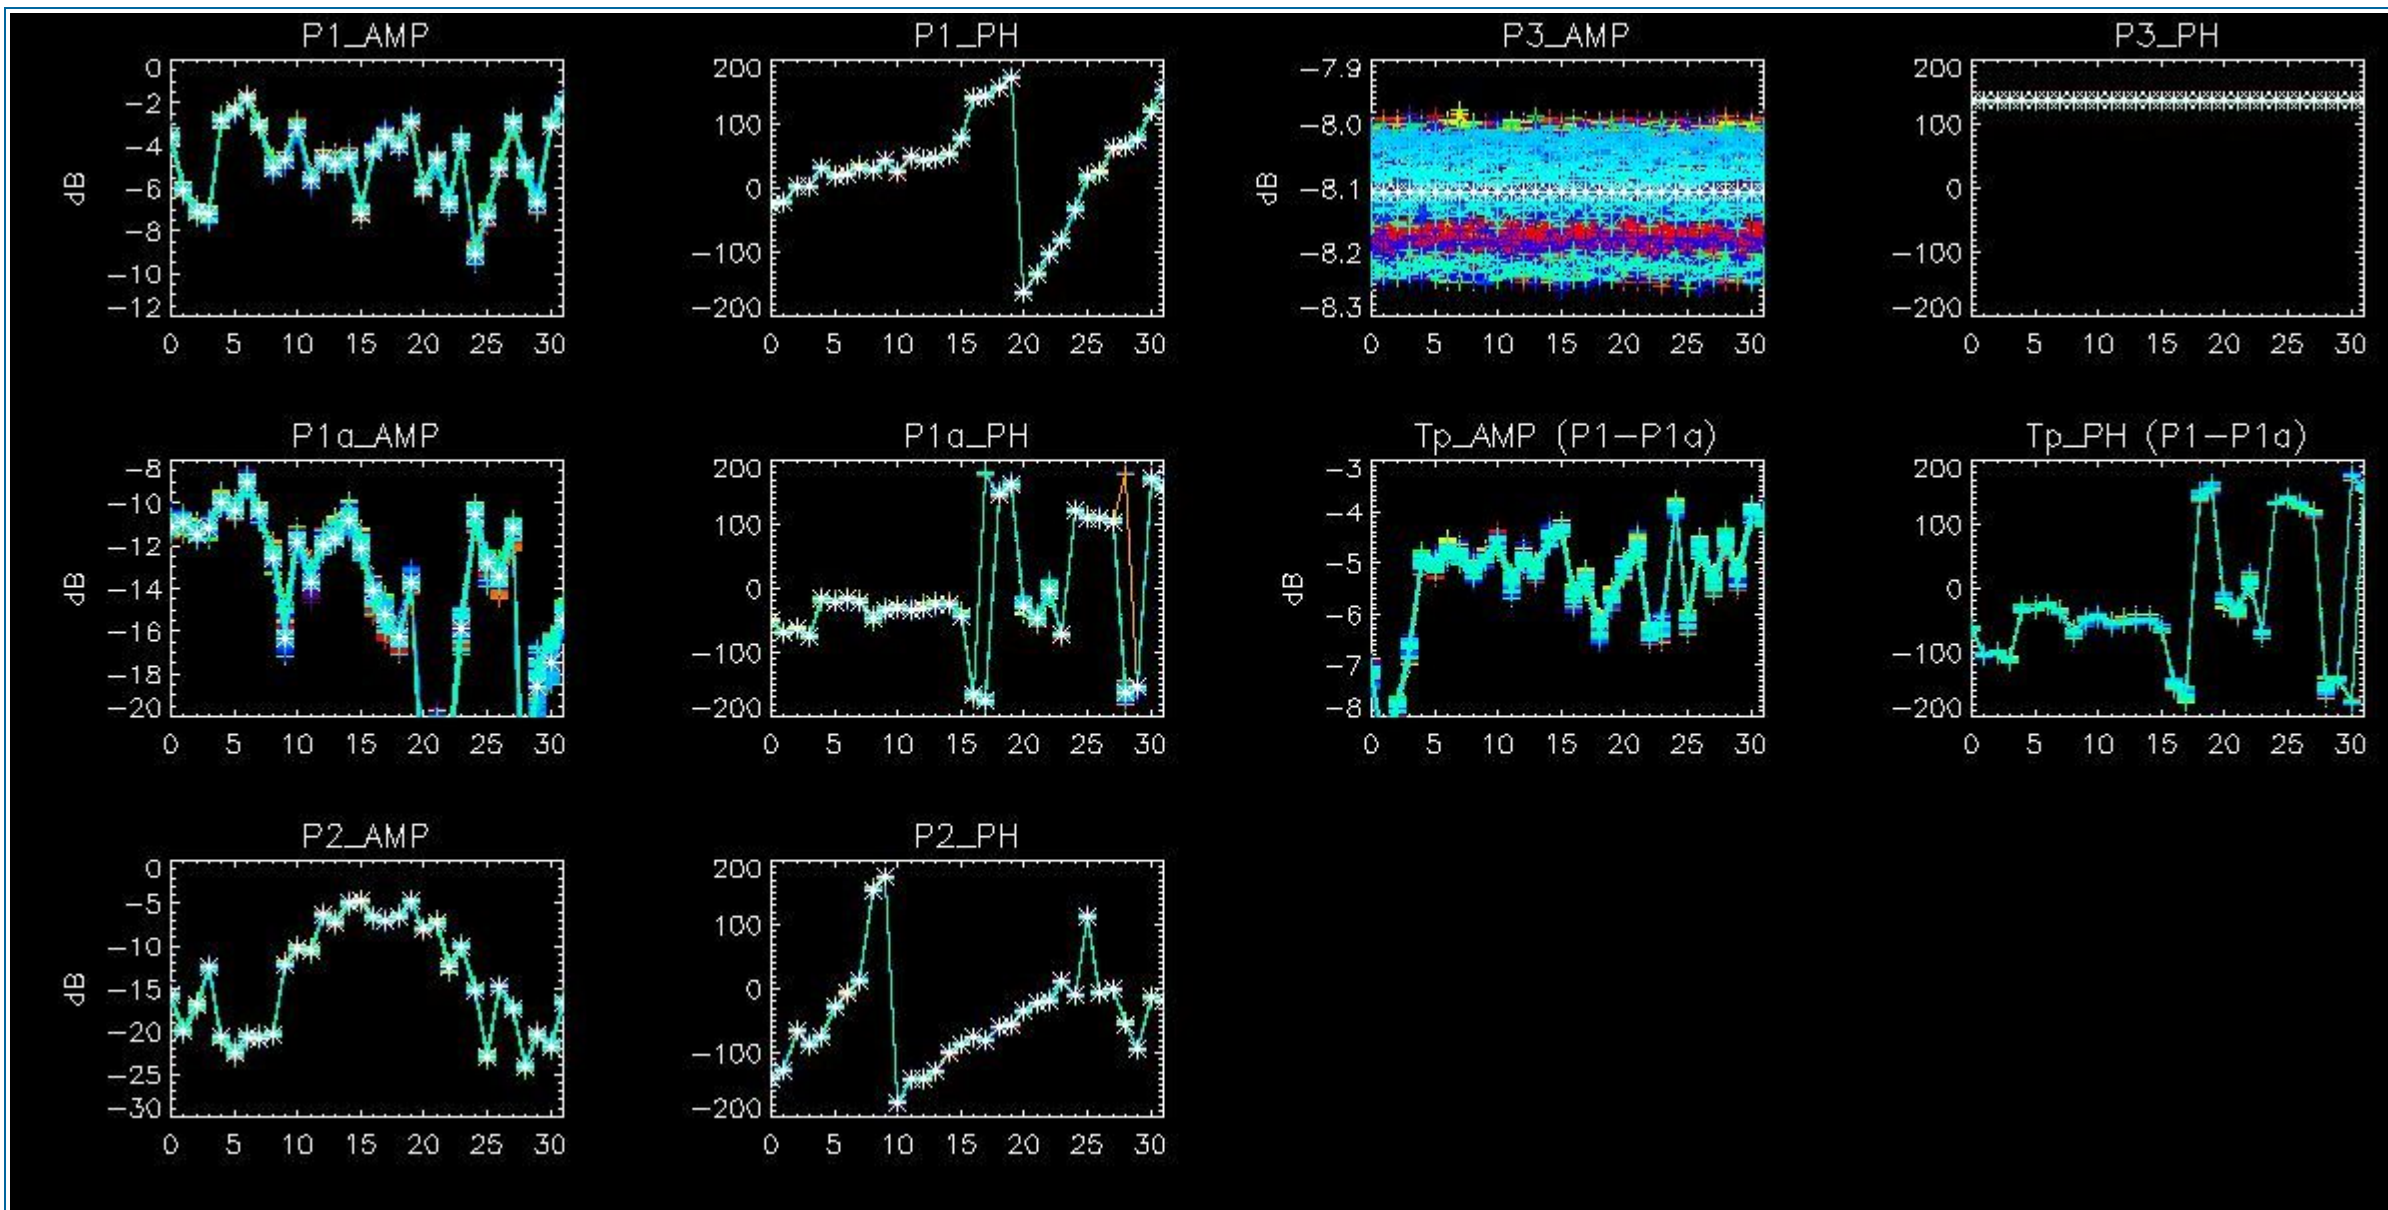 P1_AMP P1_PH P3_AMP P3_PH
0 200 -7.9 200
-2 100 -8.0 100
-4 0 -8.1 0
-6 -100 -8.2 -100
-8 -200 -8.3 -200
-10
-12
dB dB
0 5 10 15 20 25 30 0 5 10 15 20 25 30 0 5 10 15 20 25 30 0 5 10 15 20 25 30
P1a_AMP P1a_PH Tp_AMP (P1-P1a) Tp_PH (P1-P1a)
-8 200 -3 200
-10 100 -4 100
-12 0 -5 0
-14 -100 -6 -100
-16 -200 -7 -200
-18 -8
-20
dB dB
0 5 10 15 20 25 30 0 5 10 15 20 25 30 0 5 10 15 20 25 30 0 5 10 15 20 25 30
P2_AMP P2_PH
0 200
-5 100
-10 0
-15 -100
-20 -200
-25
-30
dB
0 5 10 15 20 25 30 0 5 10 15 20 25 30